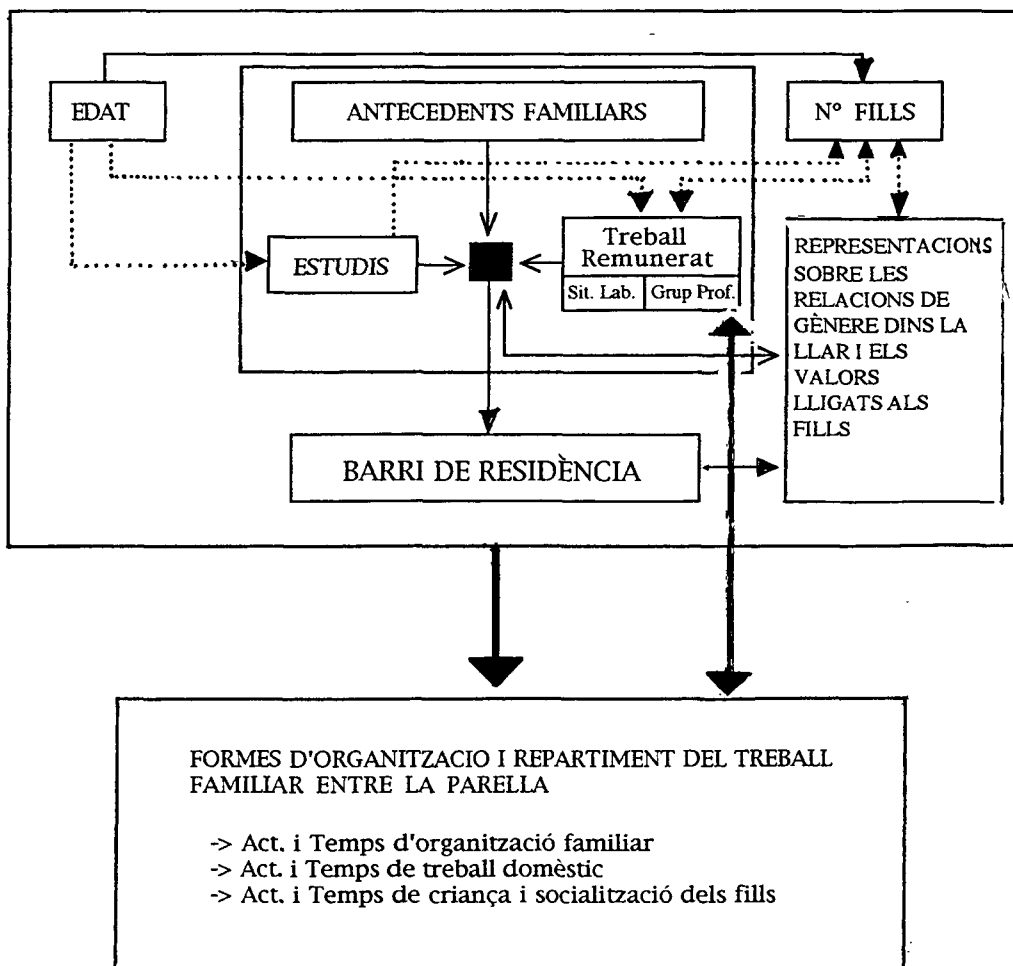 EDAT
ANTECEDENTS FAMILIARS
Nº FILLS
ESTUDIS
Treball
Remunerat
Sit. Lab.
Grup Prof.
REPRESENTACIONS
SOBRE LES
RELACIONS DE
GÈNERE DINS LA
LLAR I ELS
VALORS
LLIGATS ALS
FILLS
BARRI DE RESIDÈNCIA
FORMES D'ORGANITZACIO I REPARTIMENT DEL TREBALL
FAMILIAR ENTRE LA PARELLA
-> Act. i Temps d'organització familiar
-> Act. i Temps de treball domèstic
-> Act. i Temps de criança i socialització dels fills